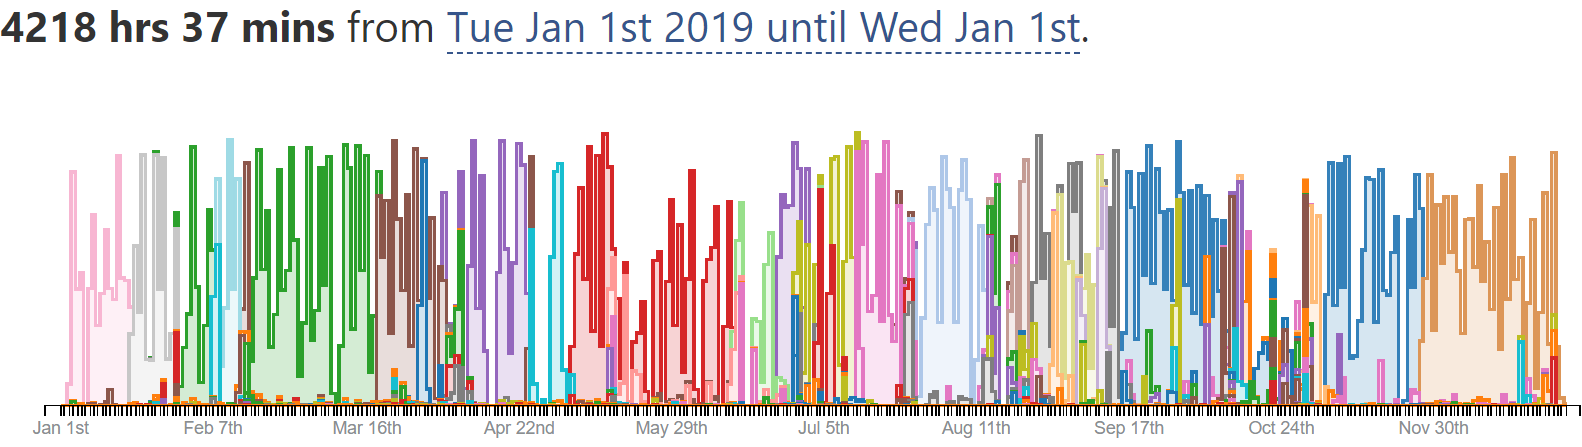 4218 hrs 37 mins from Tue Jan 1st 2019 until Wed Jan 1st.
Jan 1st Feb 7th Mar 16th Apr 22nd May 29th Jul 5th Aug 11th Sep 17th Oct 24th Nov 30th